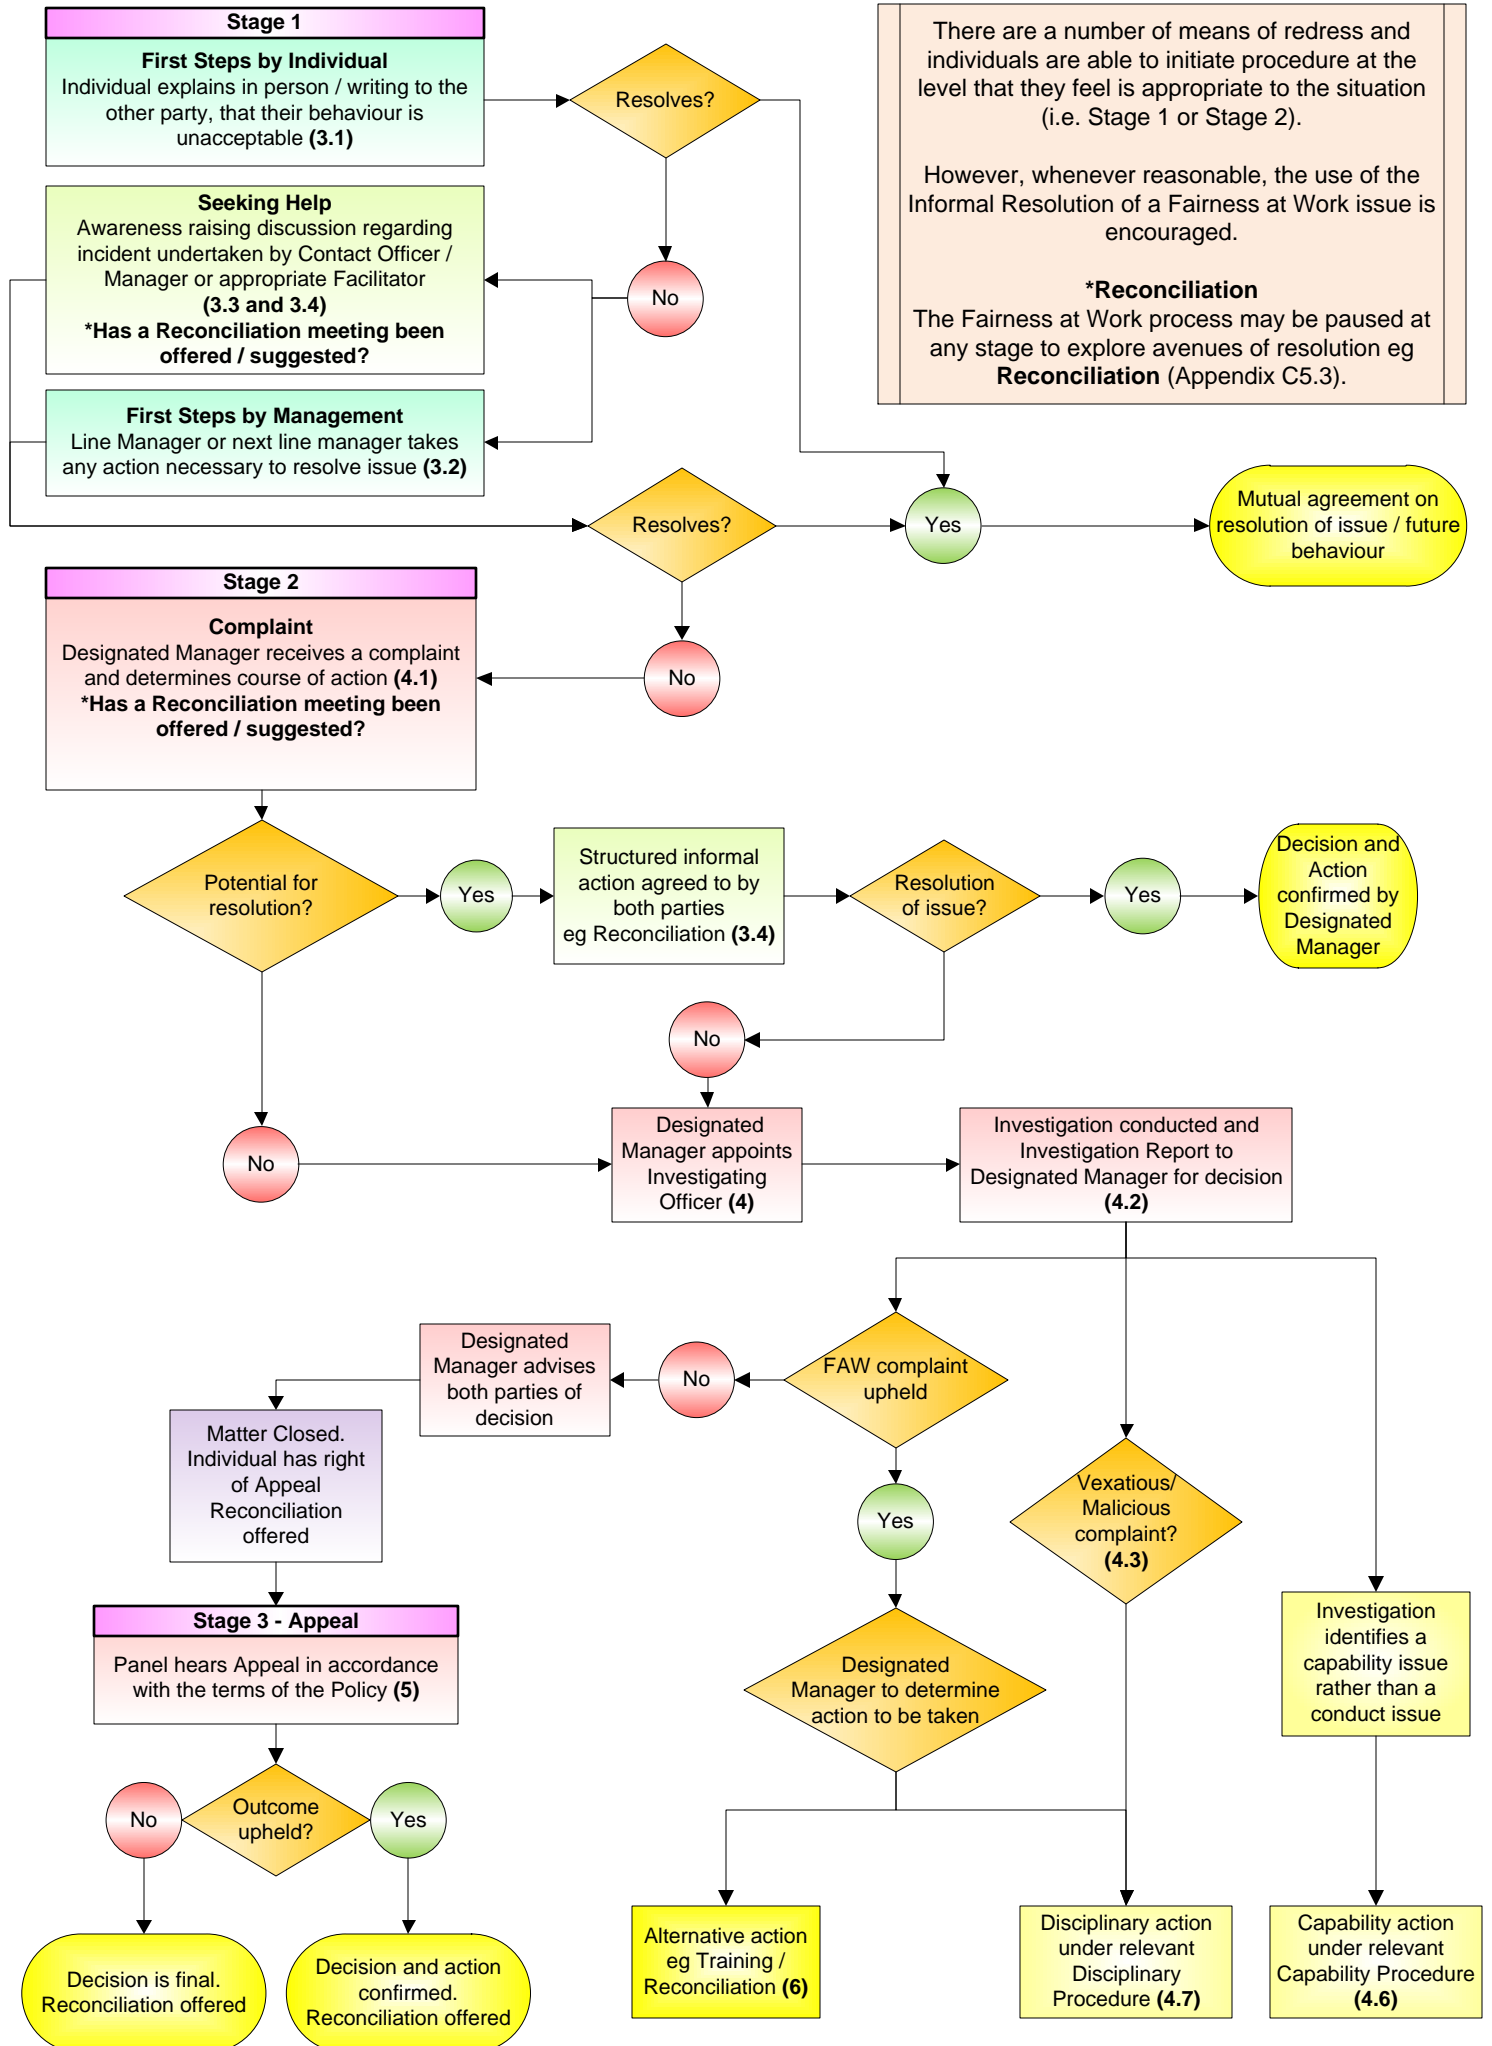 Stage 1
First Steps by Individual
Individual explains in person / writing to the
other party, that their behaviour is
unacceptable (3.1)
Resolves?
There are a number of means of redress and
individuals are able to initiate procedure at the
level that they feel is appropriate to the situation
(i.e. Stage 1 or Stage 2).
However, whenever reasonable, the use of the
Informal Resolution of a Fairness at Work issue is
encouraged.
*Reconciliation
The Fairness at Work process may be paused at
any stage to explore avenues of resolution eg
Reconciliation (Appendix C5.3).
Seeking Help
Awareness raising discussion regarding
incident undertaken by Contact Officer /
Manager or appropriate Facilitator
(3.3 and 3.4)
*Has a Reconciliation meeting been
offered / suggested?
No
First Steps by Management
Line Manager or next line manager takes
any action necessary to resolve issue (3.2)
Resolves?
Yes
Mutual agreement on
resolution of issue / future
behaviour
No
Stage 2
Complaint
Designated Manager receives a complaint
and determines course of action (4.1)
*Has a Reconciliation meeting been
offered / suggested?
Potential for
resolution?
Yes
Structured informal
action agreed to by
both parties
eg Reconciliation (3.4)
Resolution
of issue?
Yes
Decision and
Action
confirmed by
Designated
Manager
No
No
Designated
Manager appoints
Investigating
Officer (4)
Investigation conducted and
Investigation Report to
Designated Manager for decision
(4.2)
FAW complaint
upheld
No
Designated
Manager advises
both parties of
decision
Matter Closed.
Individual has right
of Appeal
Reconciliation
offered
Yes
Vexatious/
Malicious
complaint?
(4.3)
Investigation
identifies a
capability issue
rather than a
conduct issue
Designated
Manager to determine
action to be taken
Stage 3 - Appeal
Panel hears Appeal in accordance
with the terms of the Policy (5)
Outcome
upheld?
No
Yes
Decision is final.
Reconciliation offered
Decision and action
confirmed.
Reconciliation offered
Alternative action
eg Training /
Reconciliation (6)
Disciplinary action
under relevant
Disciplinary
Procedure (4.7)
Capability action
under relevant
Capability Procedure
(4.6)